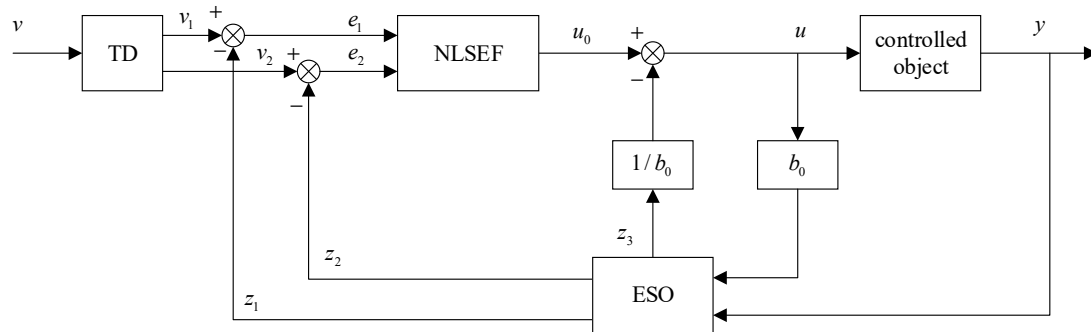 v
TD
v₁
+
−
v₂
+
−
e₁
e₂
NLSEF
u₀
+
−
u
controlled
object
y
1/b₀
b₀
z₃
z₂
z₁
ESO